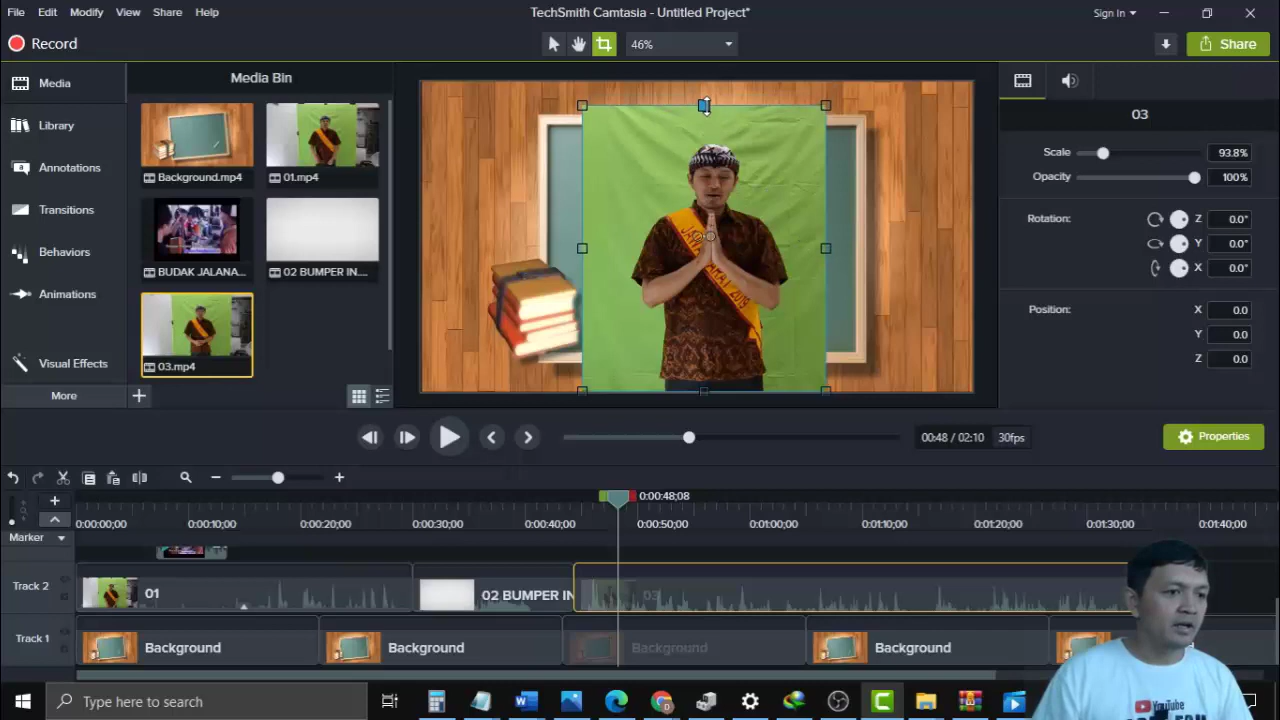 File Edit Modify View Share Help
TechSmith Camtasia - Untitled Project*
Sign In
Record
46%
Share
Media
Library
Annotations
Transitions
Behaviors
Animations
Visual Effects
More
Media Bin
Background.mp4
01.mp4
BUDAK JALANA...
02 BUMPER IN....
03.mp4
03
Scale 93.8%
Opacity 100%
Rotation: Z 0.0°
Y 0.0°
X 0.0°
Position: X 0.0
Y 0.0
Z 0.0
00:48 / 02:10 30fps
Properties
0:00:48;08
0:00:00;00 0:00:10;00 0:00:20;00 0:00:30;00 0:00:40;00 0:00:50;00 0:01:00;00 0:01:10;00 0:01:20;00 0:01:30;00 0:01:40;00
Marker
Track 2
01
02 BUMPER IN
03
Track 1
Background
Background
Background
Background
Type here to search
YouTube